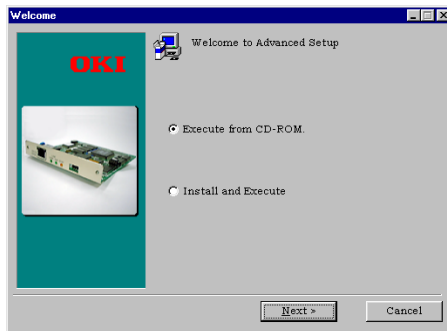 Welcome
OKI
Welcome to Advanced Setup
Execute from CD-ROM.
Install and Execute
Next >
Cancel